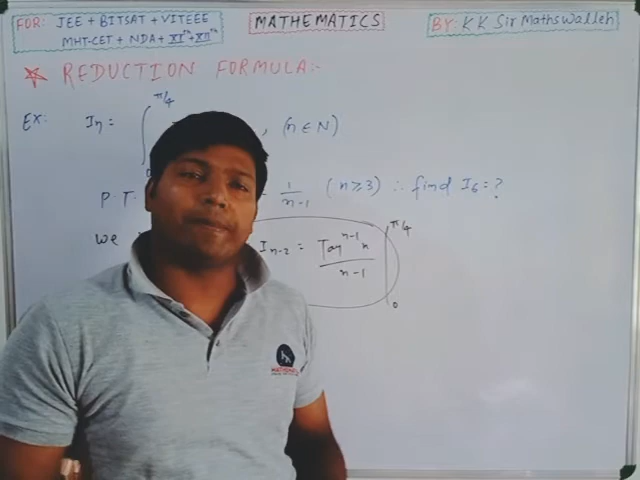 FOR: JEE + BITSAT + VITEEE
MHT-CET + NDA + XIth + XIIth
MATHEMATICS
BY: KK Sir Mathswalleh
REDUCTION FORMULA:-
EX: In = ∫ π/4 , (n ∈ N)
P.T. 1/n-1 (n≥3) ∴ find I6=?
we In-2 = Tan^n-1 x / n-1 | π/4 0